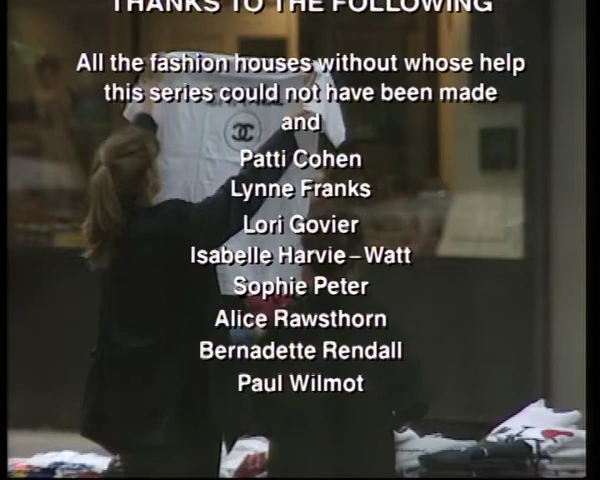 THANKS TO THE FOLLOWING
All the fashion houses without whose help
this series could not have been made
and
Patti Cohen
Lynne Franks
Lori Govier
Isabelle Harvie–Watt
Sophie Peter
Alice Rawsthorn
Bernadette Rendall
Paul Wilmot